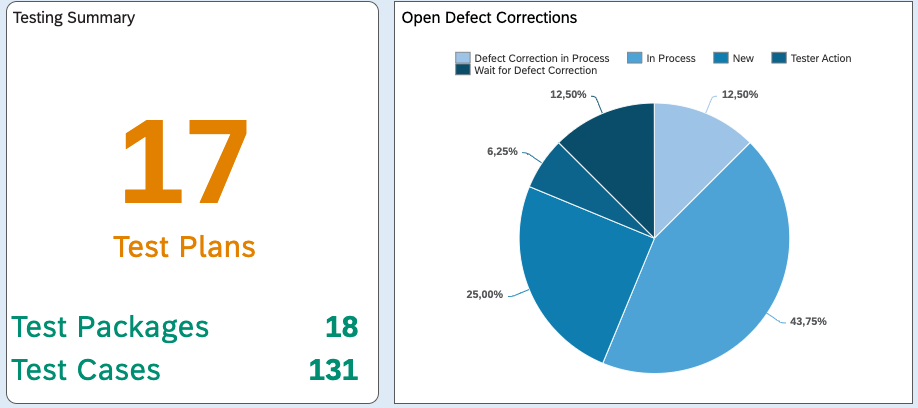 Testing Summary
17
Test Plans
Test Packages 18
Test Cases 131
Open Defect Corrections
Defect Correction in Process In Process New Tester Action
Wait for Defect Correction
12,50% 12,50%
6,25%
25,00%
43,75%